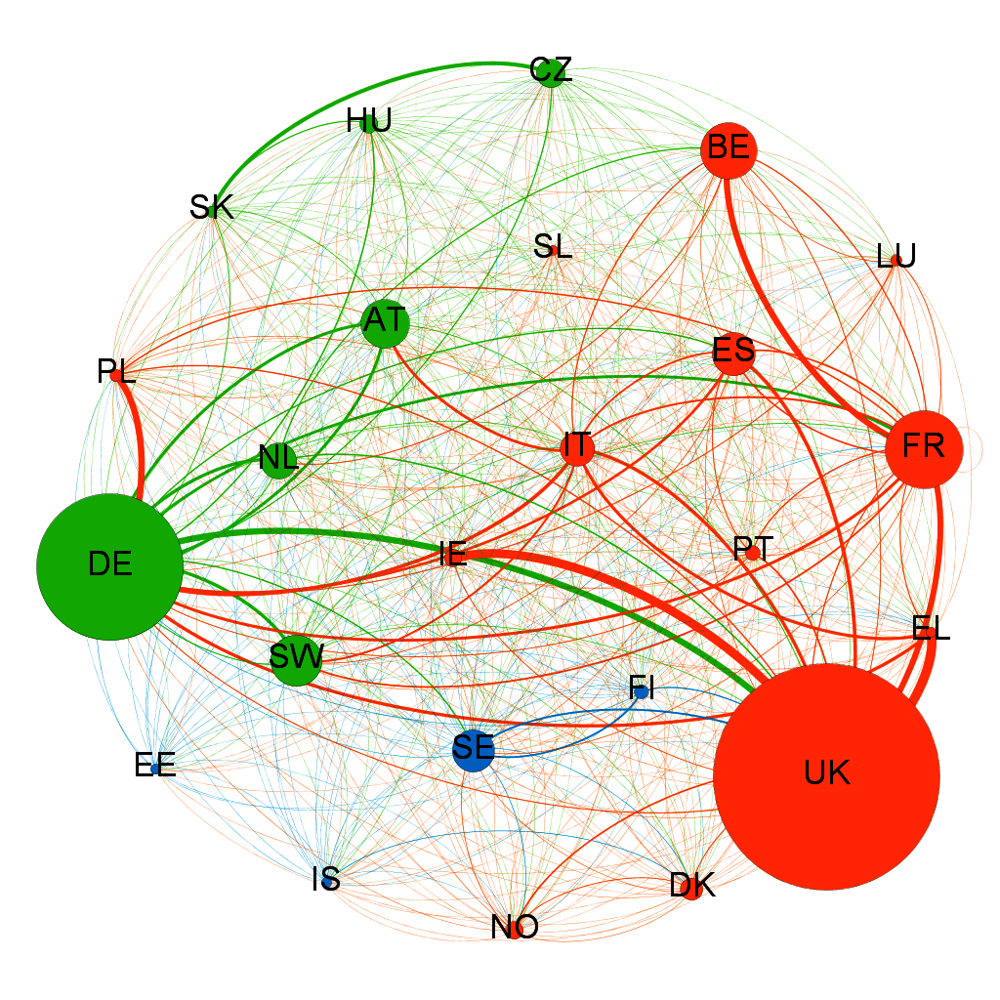 CZ
HU
BE
SK
SL
LU
AT
ES
PL
IT
FR
NL
IE
PT
DE
EL
SW
FI
SE
EE
UK
IS
DK
NO